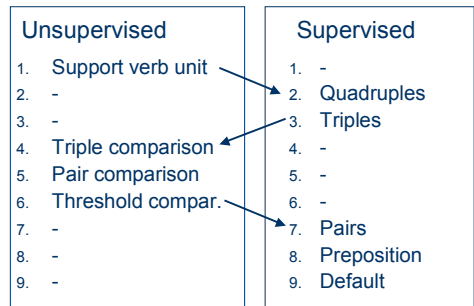 Unsupervised
1. Support verb unit
2. -
3. -
4. Triple comparison
5. Pair comparison
6. Threshold compar.
7. -
8. -
9. -
Supervised
1. -
2. Quadruples
3. Triples
4. -
5. -
6. -
7. Pairs
8. Preposition
9. Default